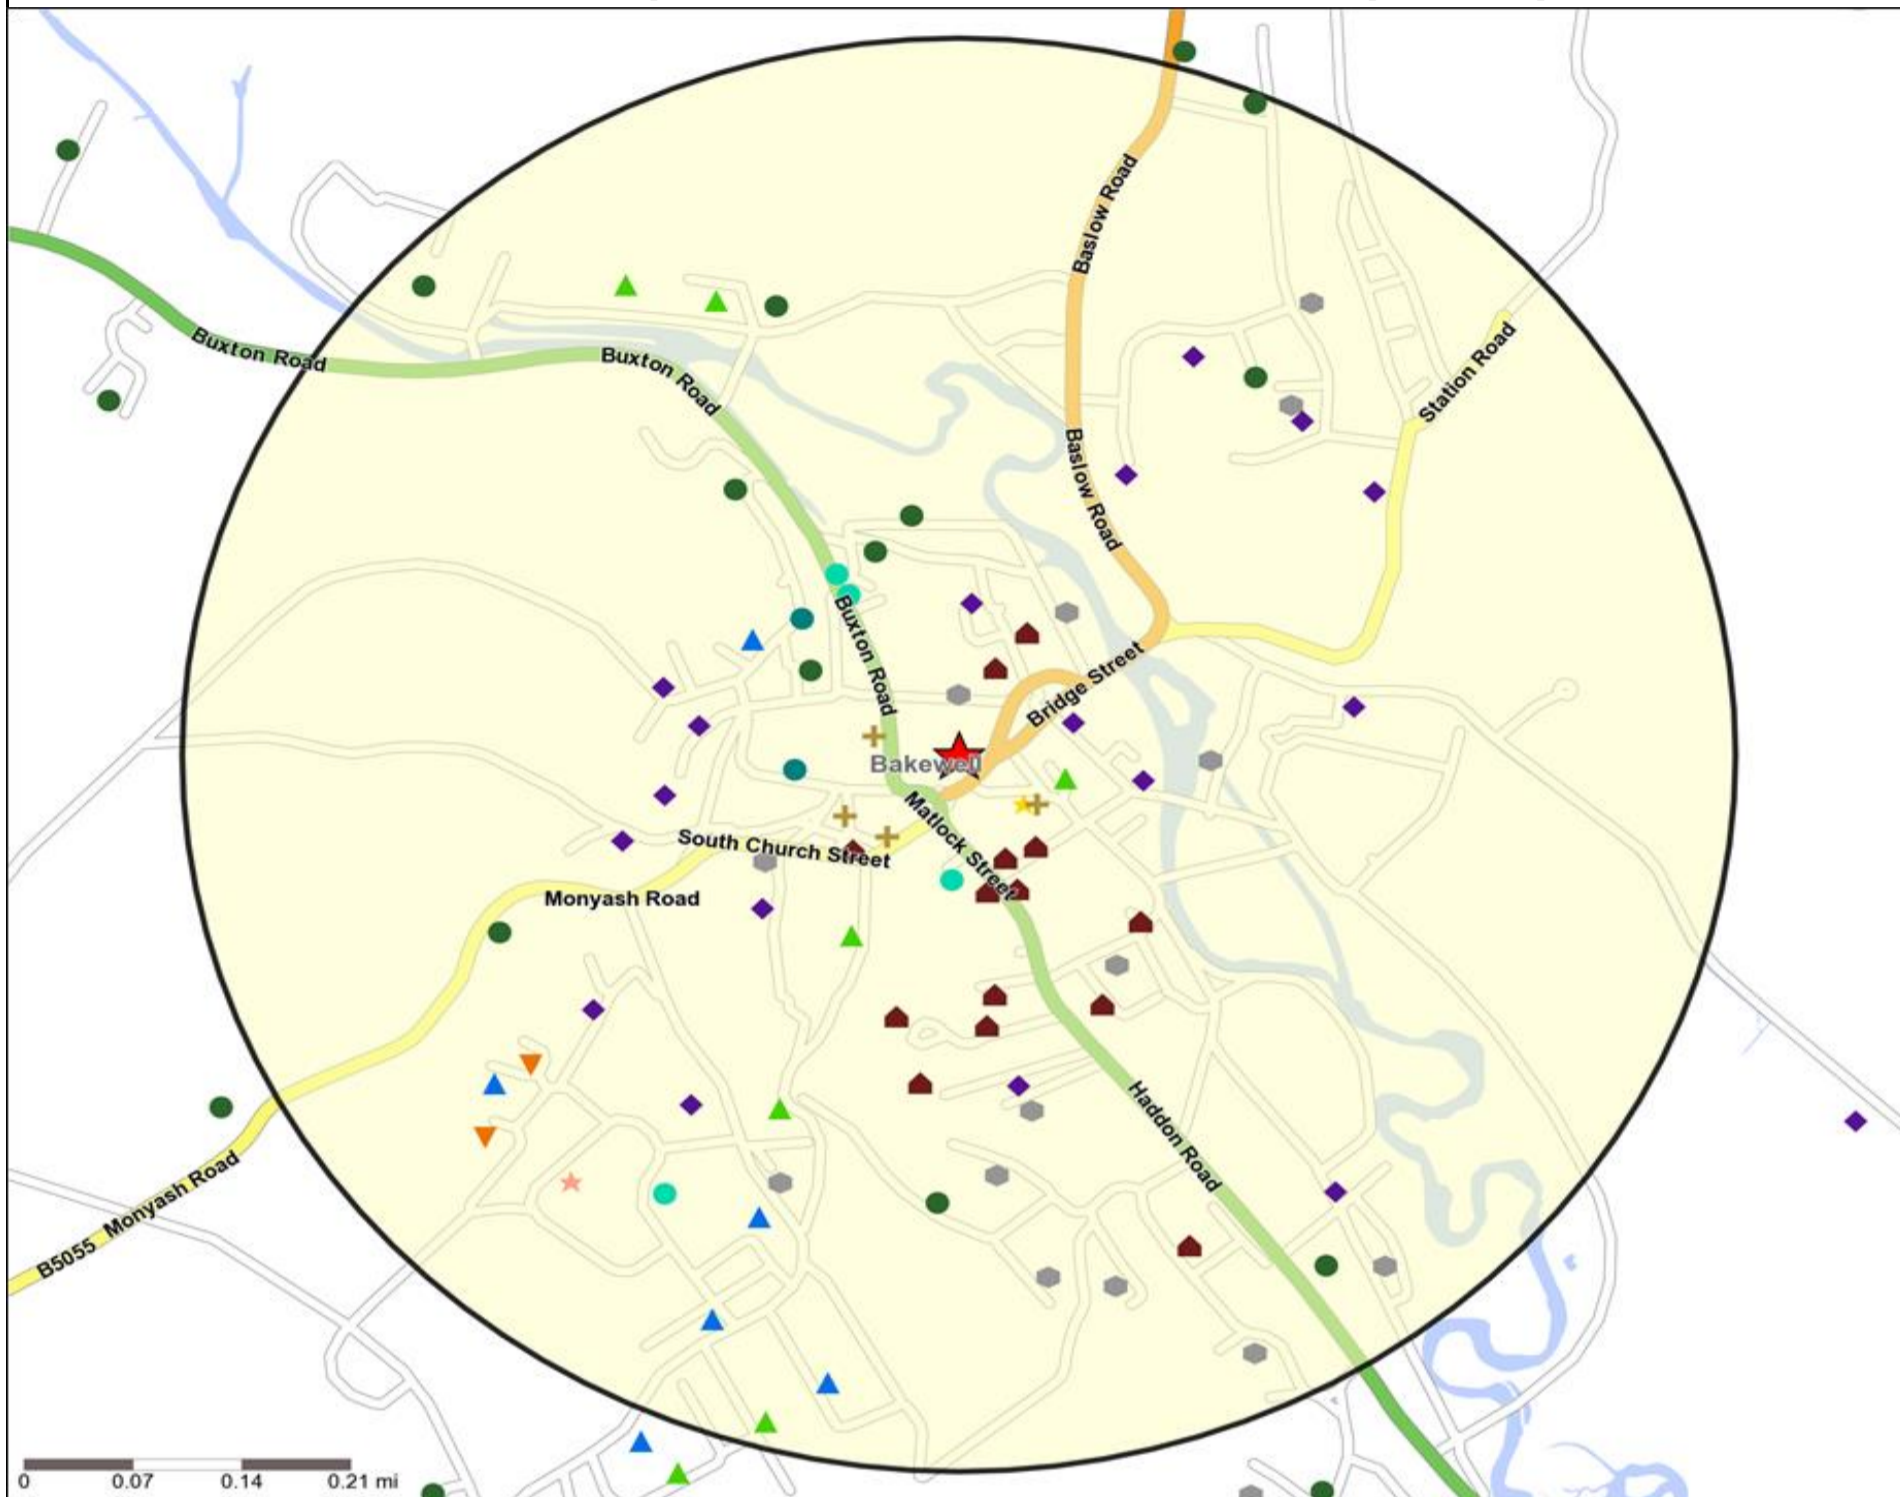 Baslow Road
Buxton Road
Buxton Road
Station Road
Baslow Road
Buxton Road
Bridge Street
Bakewell
Matlock Street
South Church Street
Monyash Road
Haddon Road
B5055 Monyash Road
0 0.07 0.14 0.21 mi